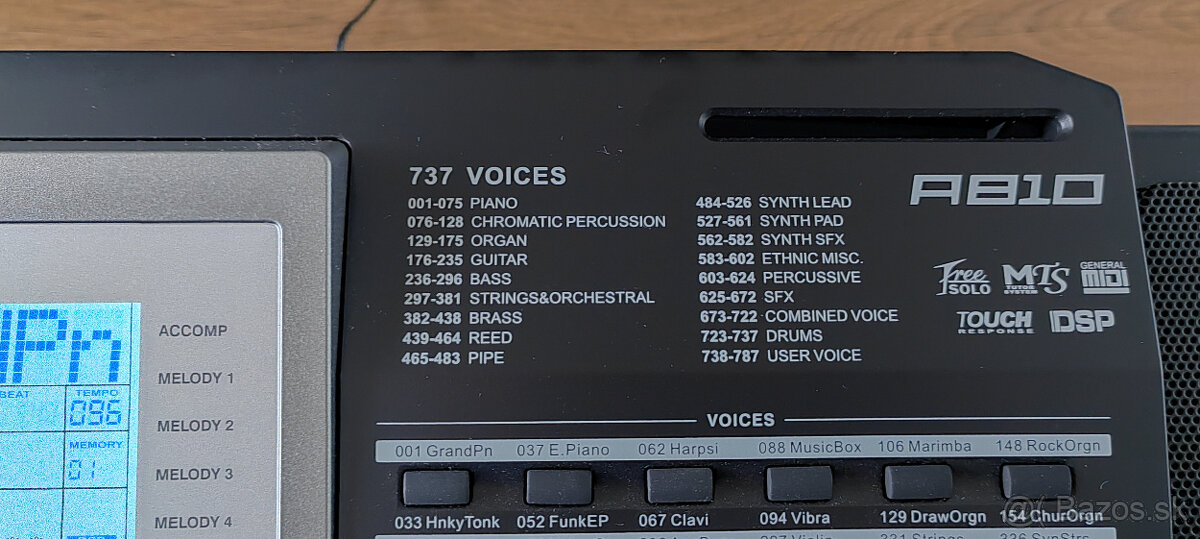 737 VOICES
001-075 PIANO
076-128 CHROMATIC PERCUSSION
129-175 ORGAN
176-235 GUITAR
236-296 BASS
297-381 STRINGS&ORCHESTRAL
382-438 BRASS
439-464 REED
465-483 PIPE
484-526 SYNTH LEAD
527-561 SYNTH PAD
562-582 SYNTH SFX
583-602 ETHNIC MISC.
603-624 PERCUSSIVE
625-672 SFX
673-722 COMBINED VOICE
723-737 DRUMS
738-787 USER VOICE
A810
Free SOLO
MTS
TUTOR SYSTEM
GENERAL MIDI
TOUCH RESPONSE
DSP
Pn
BEAT
TEMPO
096
MEMORY
01
ACCOMP
MELODY 1
MELODY 2
MELODY 3
MELODY 4
VOICES
001 GrandPn 037 E.Piano 062 Harpsi 088 MusicBox 106 Marimba 148 RockOrgn
033 HnkyTonk 052 FunkEP 067 Clavi 094 Vibra 129 DrawOrgn 154 ChurOrgn
Bazos.sk